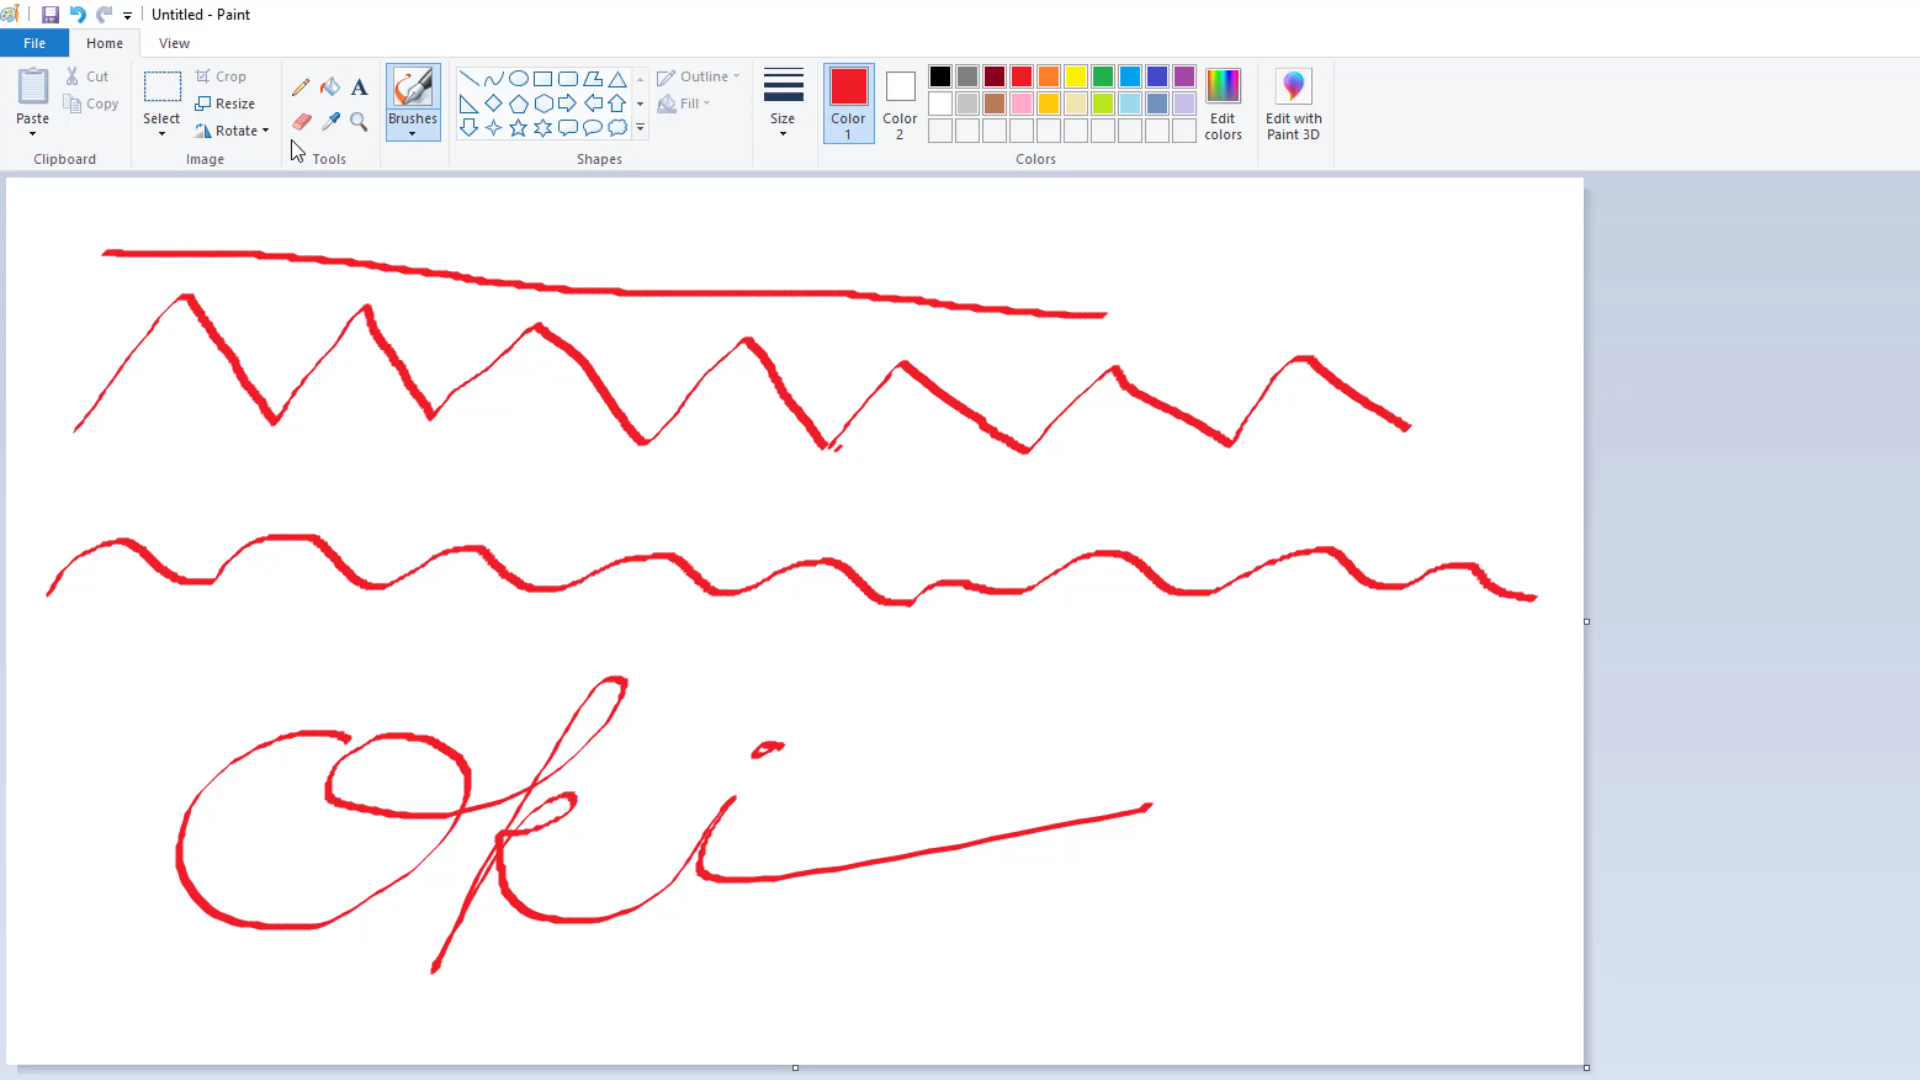 Untitled - Paint
File Home View
Paste Cut Copy Select Crop Resize Rotate A Brushes Outline Fill Size Color 1 Color 2 Edit colors Edit with Paint 3D
Clipboard Image Tools Shapes Colors
Oki